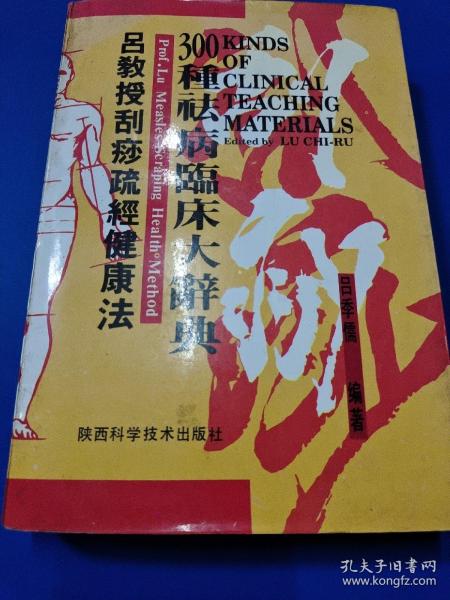 300 KINDS
OF
CLINICAL
TEACHING
MATERIALS
Edited by LU CHI-RU
300種祛病臨床大辭典
Prof.Lu Measles Scraping Health Method
呂教授刮痧疏經健康法
刮痧
呂季儒 編著
陕西科学技术出版社
孔夫子旧书网
www.kongfz.com